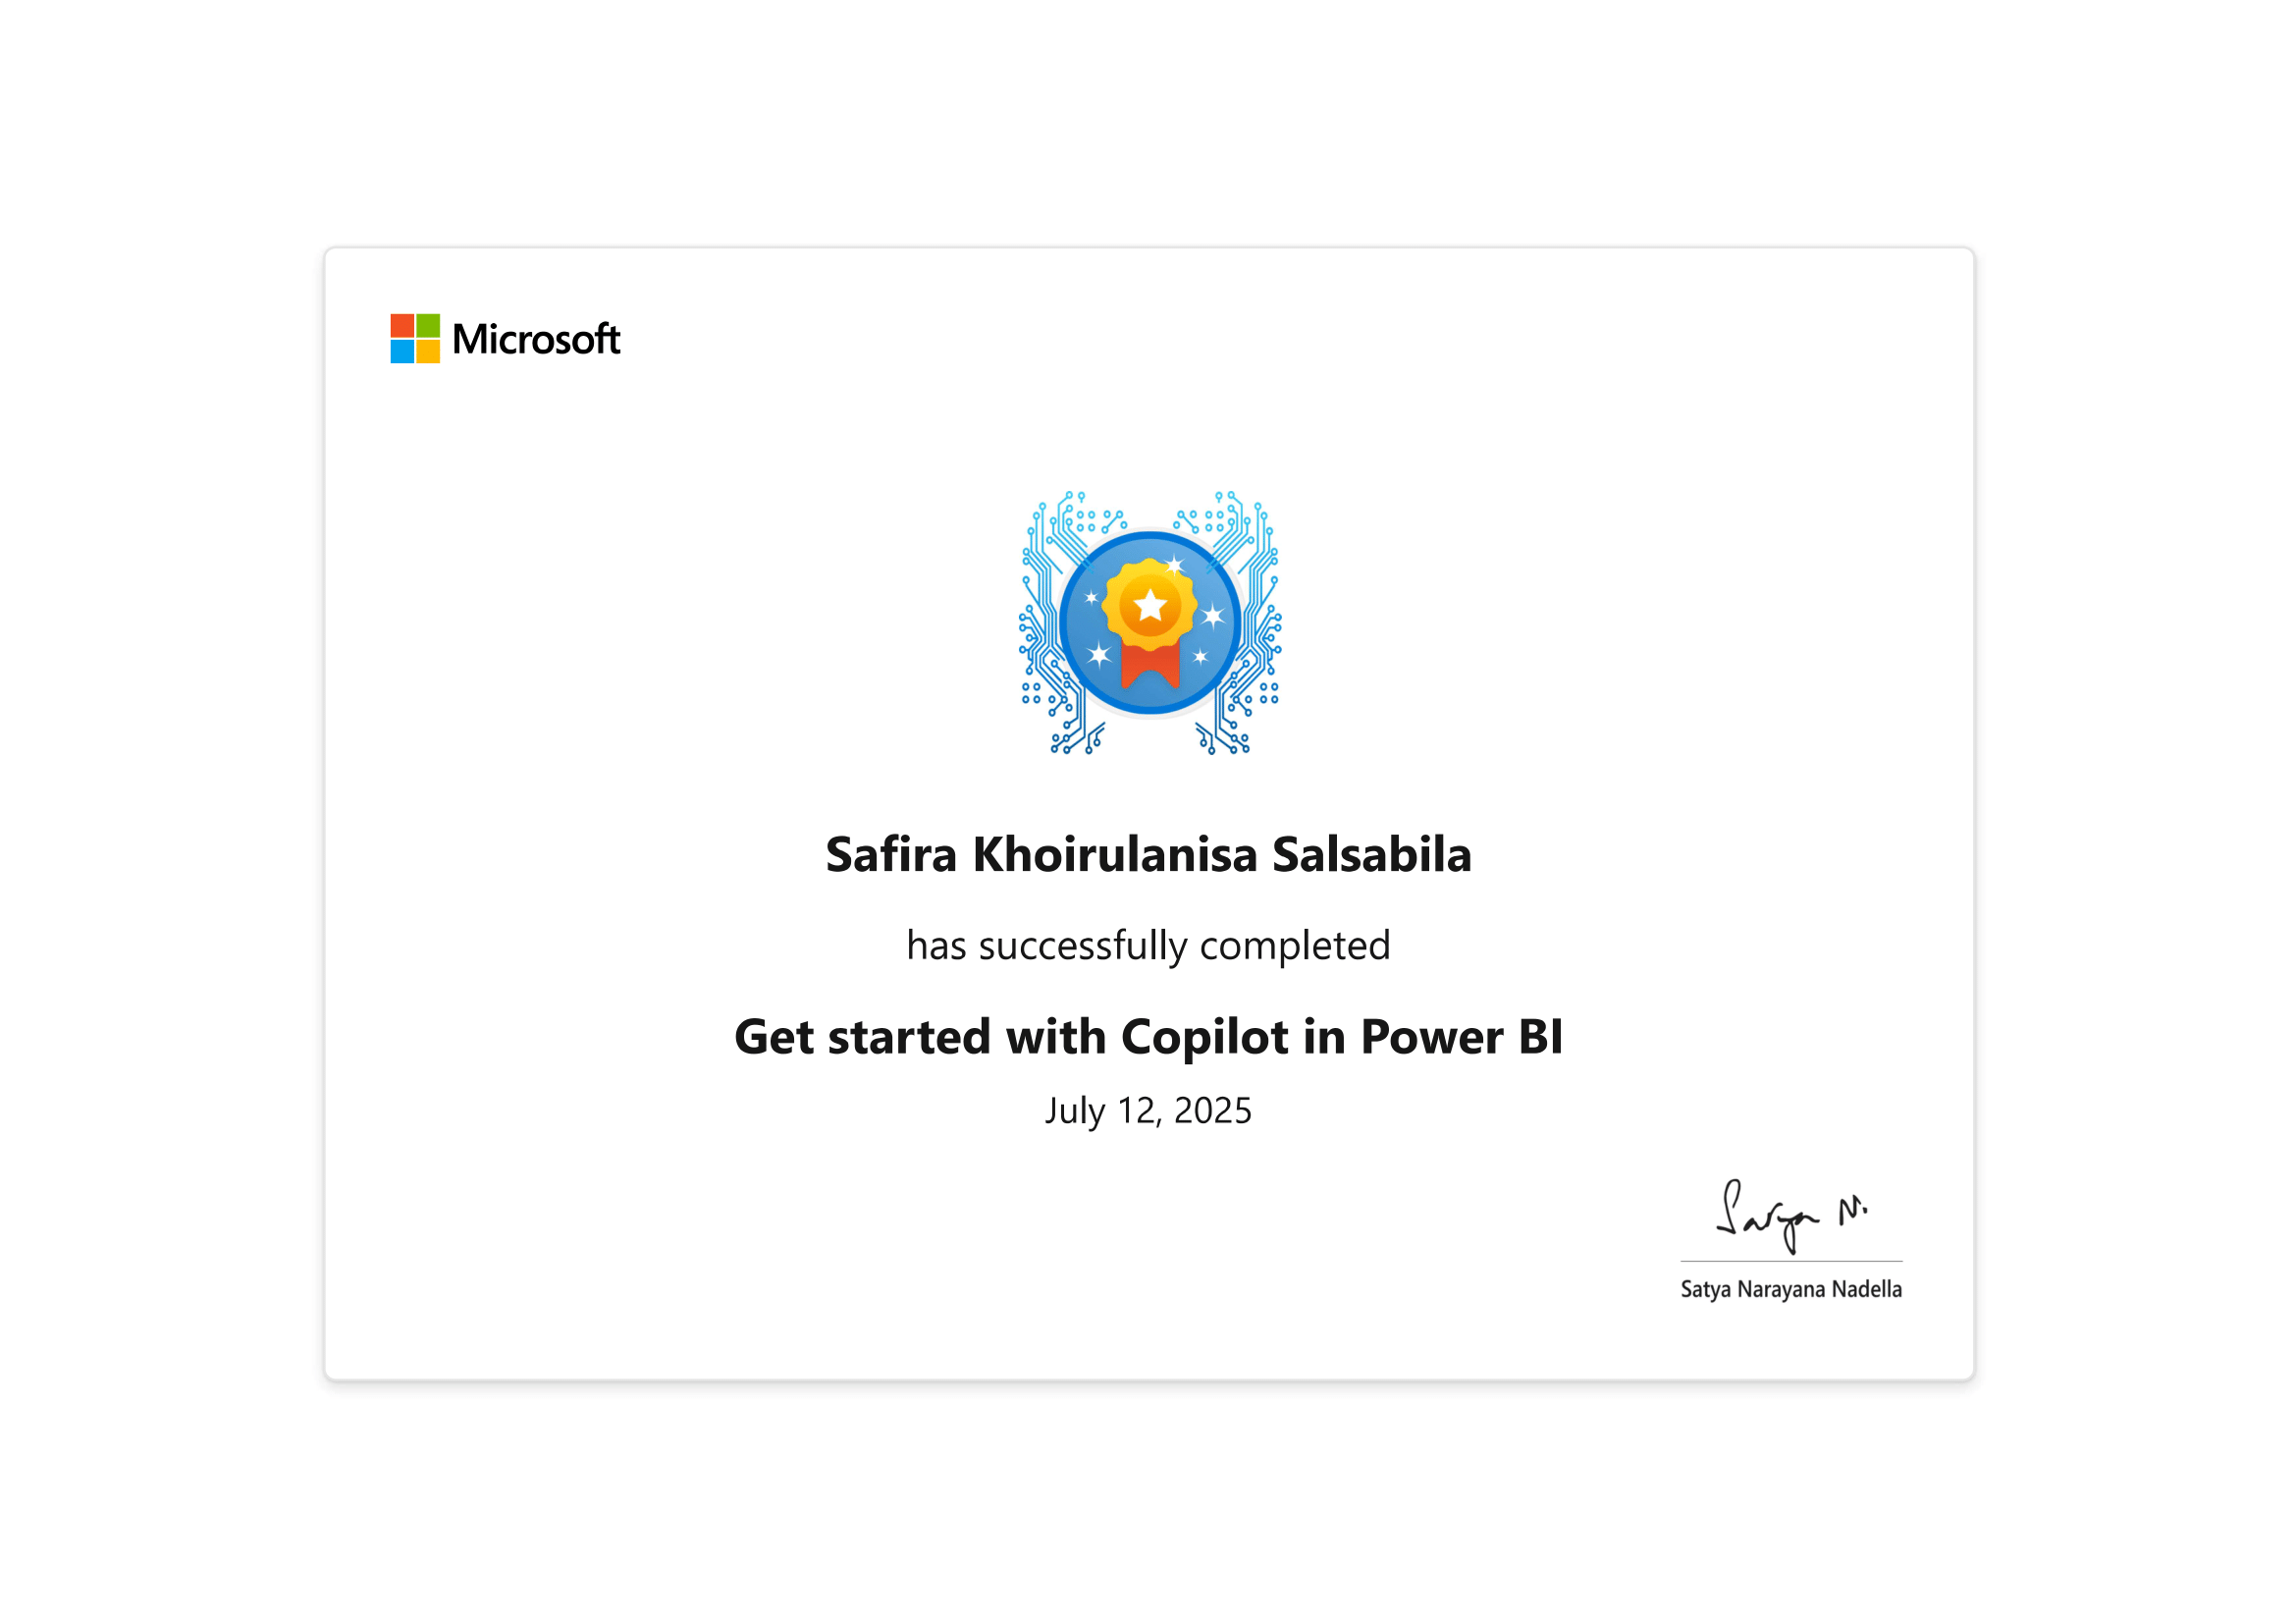 Microsoft
Safira Khoirulanisa Salsabila
has successfully completed
Get started with Copilot in Power BI
July 12, 2025
Satya N.
Satya Narayana Nadella